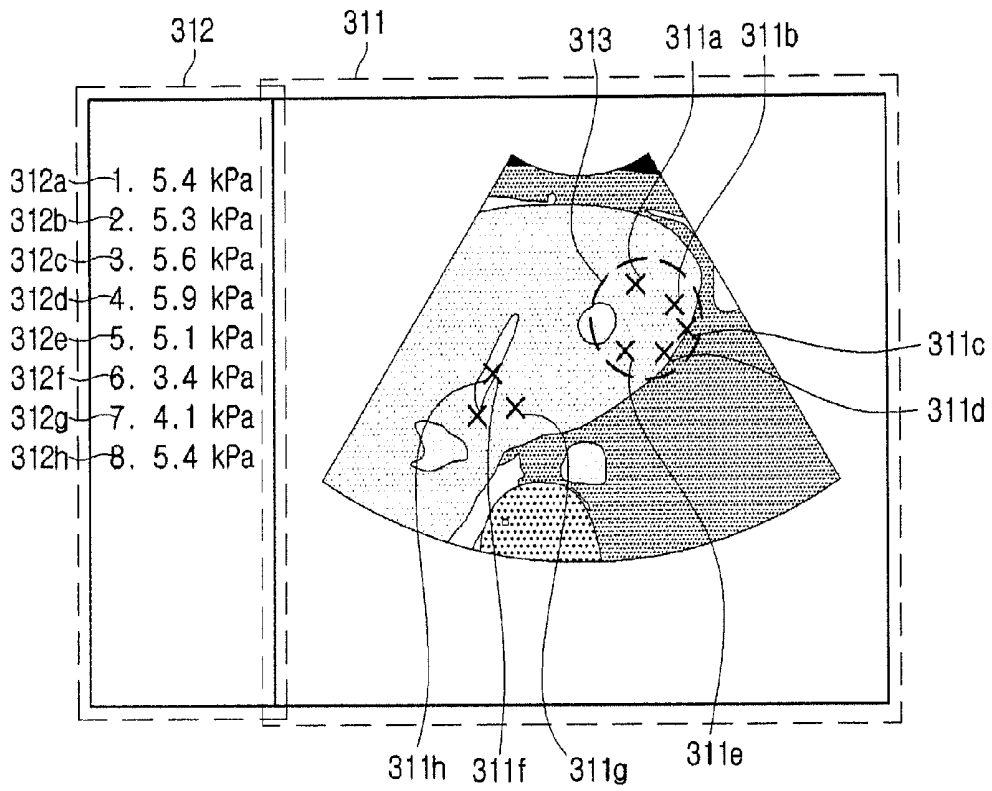 312
311
313
311a
311b
312a 1. 5.4 kPa
312b 2. 5.3 kPa
312c 3. 5.6 kPa
312d 4. 5.9 kPa
312e 5. 5.1 kPa
311c
312f 6. 3.4 kPa
312g 7. 4.1 kPa
311d
312h 8. 5.4 kPa
311h
311f
311g
311e